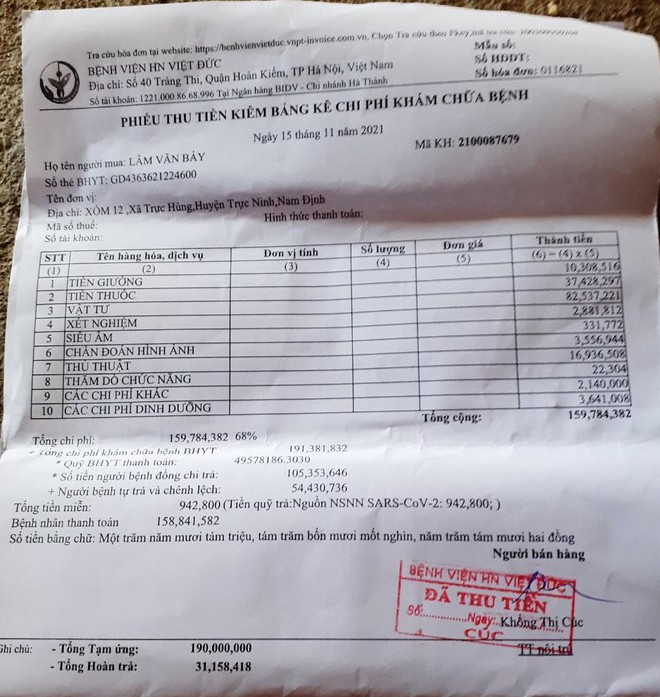 Tra cứu hóa đơn tại website: https://benhvienvietduc.vnpt-invoice.com.vn, Chọn Tra cứu theo Fkey,
BỆNH VIỆN HN VIỆT ĐỨC
Địa chỉ: Số 40 Tràng Thi, Quận Hoàn Kiếm, TP Hà Nội, Việt Nam
Số tài khoản: 1221.000.86.68.996 Tại Ngân hàng BIDV - Chi nhánh Hà Thành
Mẫu số:
Số HĐĐT:
Số hóa đơn: 0116821
PHIẾU THU TIỀN KIÊM BẢNG KÊ CHI PHÍ KHÁM CHỮA BỆNH
Ngày 15 tháng 11 năm 2021
Mã KH: 2100087679
Họ tên người mua: LÂM VĂN BẢY
Số thẻ BHYT: GD4363621224600
Tên đơn vị:
Địa chỉ: XÓM 12 ,Xã Trực Hùng,Huyện Trực Ninh,Nam Định
Mã số thuế:
Hình thức thanh toán:
Số tài khoản:
STT Tên hàng hóa, dịch vụ Đơn vị tính Số lượng Đơn giá Thành tiền
(1) (2) (3) (4) (5) (6) = (4) x (5)
1 TIỀN GIƯỜNG 10,308,516
2 TIỀN THUỐC 37,428,297
3 VẬT TƯ 82,537,221
4 XÉT NGHIỆM 2,881,812
5 SIÊU ÂM 331,772
6 CHẨN ĐOÁN HÌNH ẢNH 3,556,944
7 THỦ THUẬT 16,936,508
8 THĂM DÒ CHỨC NĂNG 22,304
9 CÁC CHI PHÍ KHÁC 2,140,000
10 CÁC CHI PHÍ DINH DƯỠNG 3,641,008
Tổng cộng: 159,784,382
Tổng chi phí: 159,784,382 68%
+ Tổng chi phí khám chữa bệnh BHYT 191,381,832
* Quỹ BHYT thanh toán: 49578186.3030
* Số tiền người bệnh đồng chi trả: 105,353,646
+ Người bệnh tự trả và chênh lệch: 54,430,736
Tổng tiền miễn: 942,800 (Tiền quỹ trả:Nguồn NSNN SARS-CoV-2: 942,800; )
Bệnh nhân thanh toán 158,841,582
Số tiền bằng chữ: Một trăm năm mươi tám triệu, tám trăm bốn mươi mốt nghìn, năm trăm tám mươi hai đồng
Người bán hàng
BỆNH VIỆN HN VIỆT ĐỨC
ĐÃ THU TIỀN
Số:..............Ngày:..
Khổng Thị Cúc
CÚC
TT nội trú
Ghi chú: - Tổng Tạm ứng: 190,000,000
- Tổng Hoàn trả: 31,158,418